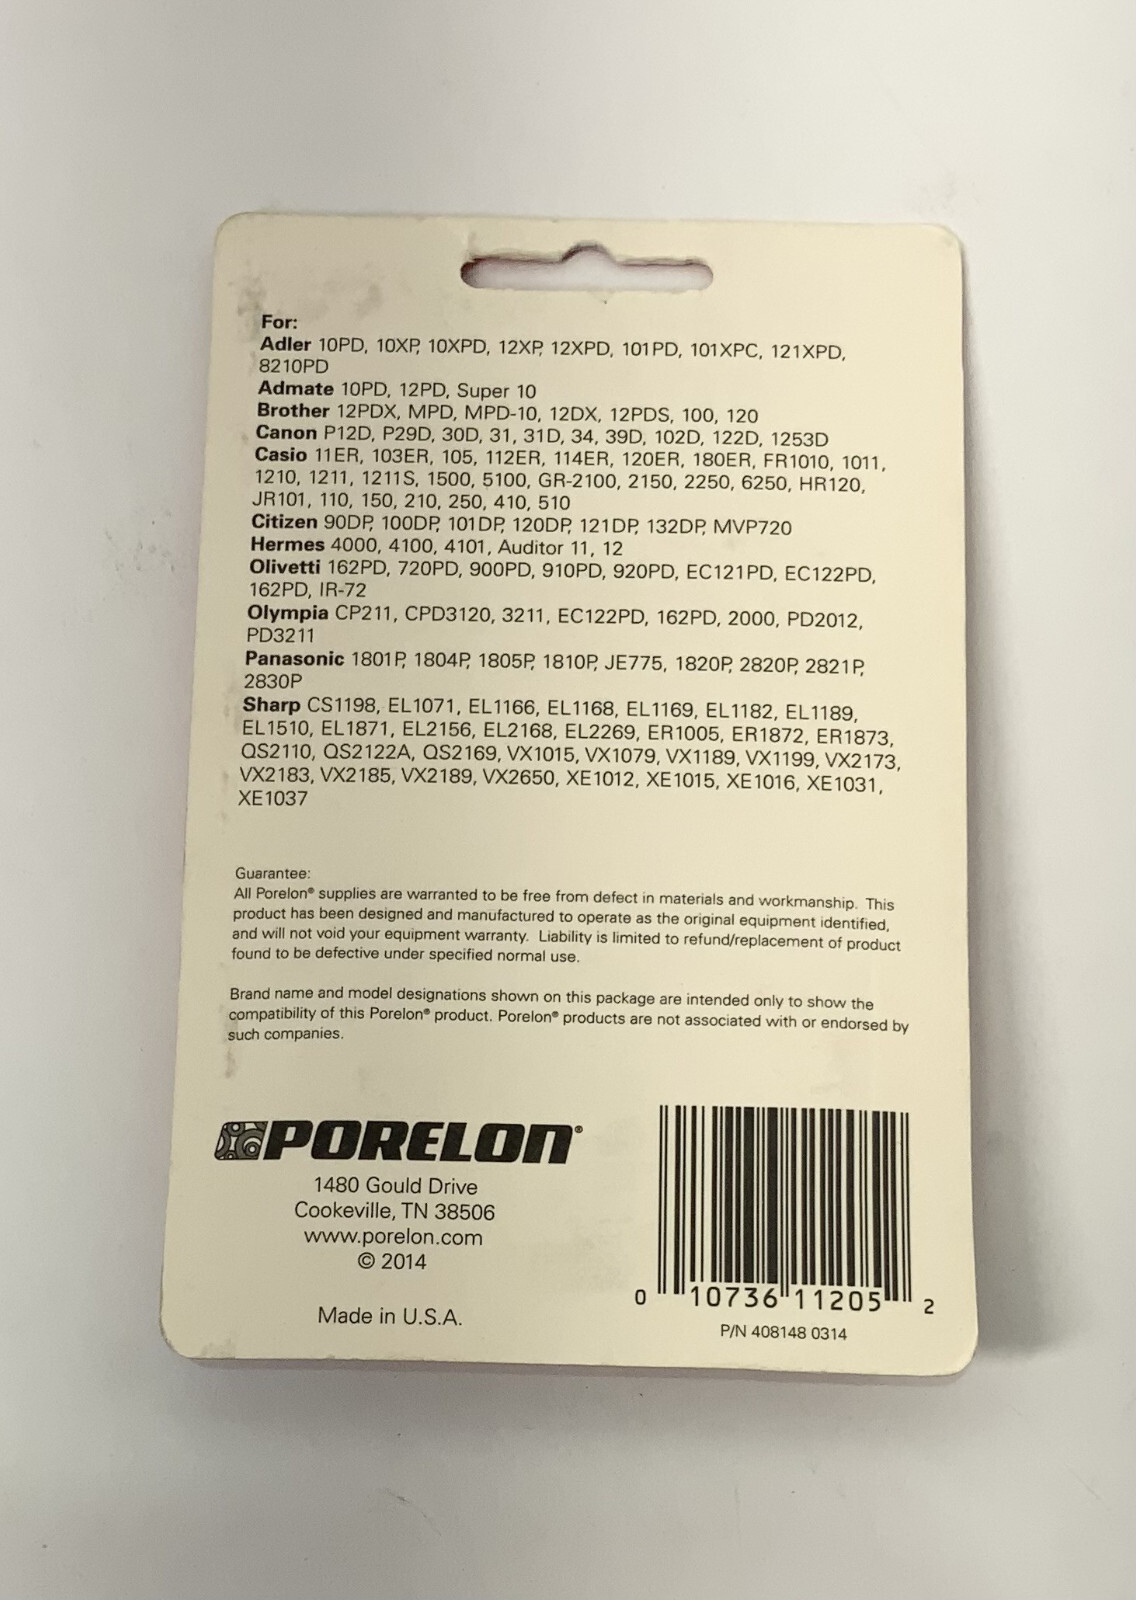 For:
Adler 10PD, 10XP, 10XPD, 12XP, 12XPD, 101PD, 101XPC, 121XPD,
8210PD
Admate 10PD, 12PD, Super 10
Brother 12PDX, MPD, MPD-10, 12DX, 12PDS, 100, 120
Canon P12D, P29D, 30D, 31, 31D, 34, 39D, 102D, 122D, 1253D
Casio 11ER, 103ER, 105, 112ER, 114ER, 120ER, 180ER, FR1010, 1011,
1210, 1211, 1211S, 1500, 5100, GR-2100, 2150, 2250, 6250, HR120,
JR101, 110, 150, 210, 250, 410, 510
Citizen 90DP, 100DP, 101DP, 120DP, 121DP, 132DP, MVP720
Hermes 4000, 4100, 4101, Auditor 11, 12
Olivetti 162PD, 720PD, 900PD, 910PD, 920PD, EC121PD, EC122PD,
162PD, IR-72
Olympia CP211, CPD3120, 3211, EC122PD, 162PD, 2000, PD2012,
PD3211
Panasonic 1801P, 1804P, 1805P, 1810P, JE775, 1820P, 2820P, 2821P,
2830P
Sharp CS1198, EL1071, EL1166, EL1168, EL1169, EL1182, EL1189,
EL1510, EL1871, EL2156, EL2168, EL2269, ER1005, ER1872, ER1873,
QS2110, QS2122A, QS2169, VX1015, VX1079, VX1189, VX1199, VX2173,
VX2183, VX2185, VX2189, VX2650, XE1012, XE1015, XE1016, XE1031,
XE1037
Guarantee:
All Porelon® supplies are warranted to be free from defect in materials and workmanship. This
product has been designed and manufactured to operate as the original equipment identified,
and will not void your equipment warranty. Liability is limited to refund/replacement of product
found to be defective under specified normal use.
Brand name and model designations shown on this package are intended only to show the
compatibility of this Porelon® product. Porelon® products are not associated with or endorsed by
such companies.
PORELON®
1480 Gould Drive
Cookeville, TN 38506
www.porelon.com
© 2014
Made in U.S.A.
0 10736 11205 2
P/N 408148 0314